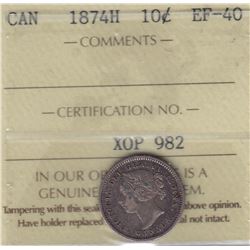 CAN 1874H 10¢ EF-40
— COMMENTS —
— CERTIFICATION NO. —
XOP 982
IN OUR IS A
GENUINE EM.
Tampering with this sea above opinion.
Have holder replaced al not intact.